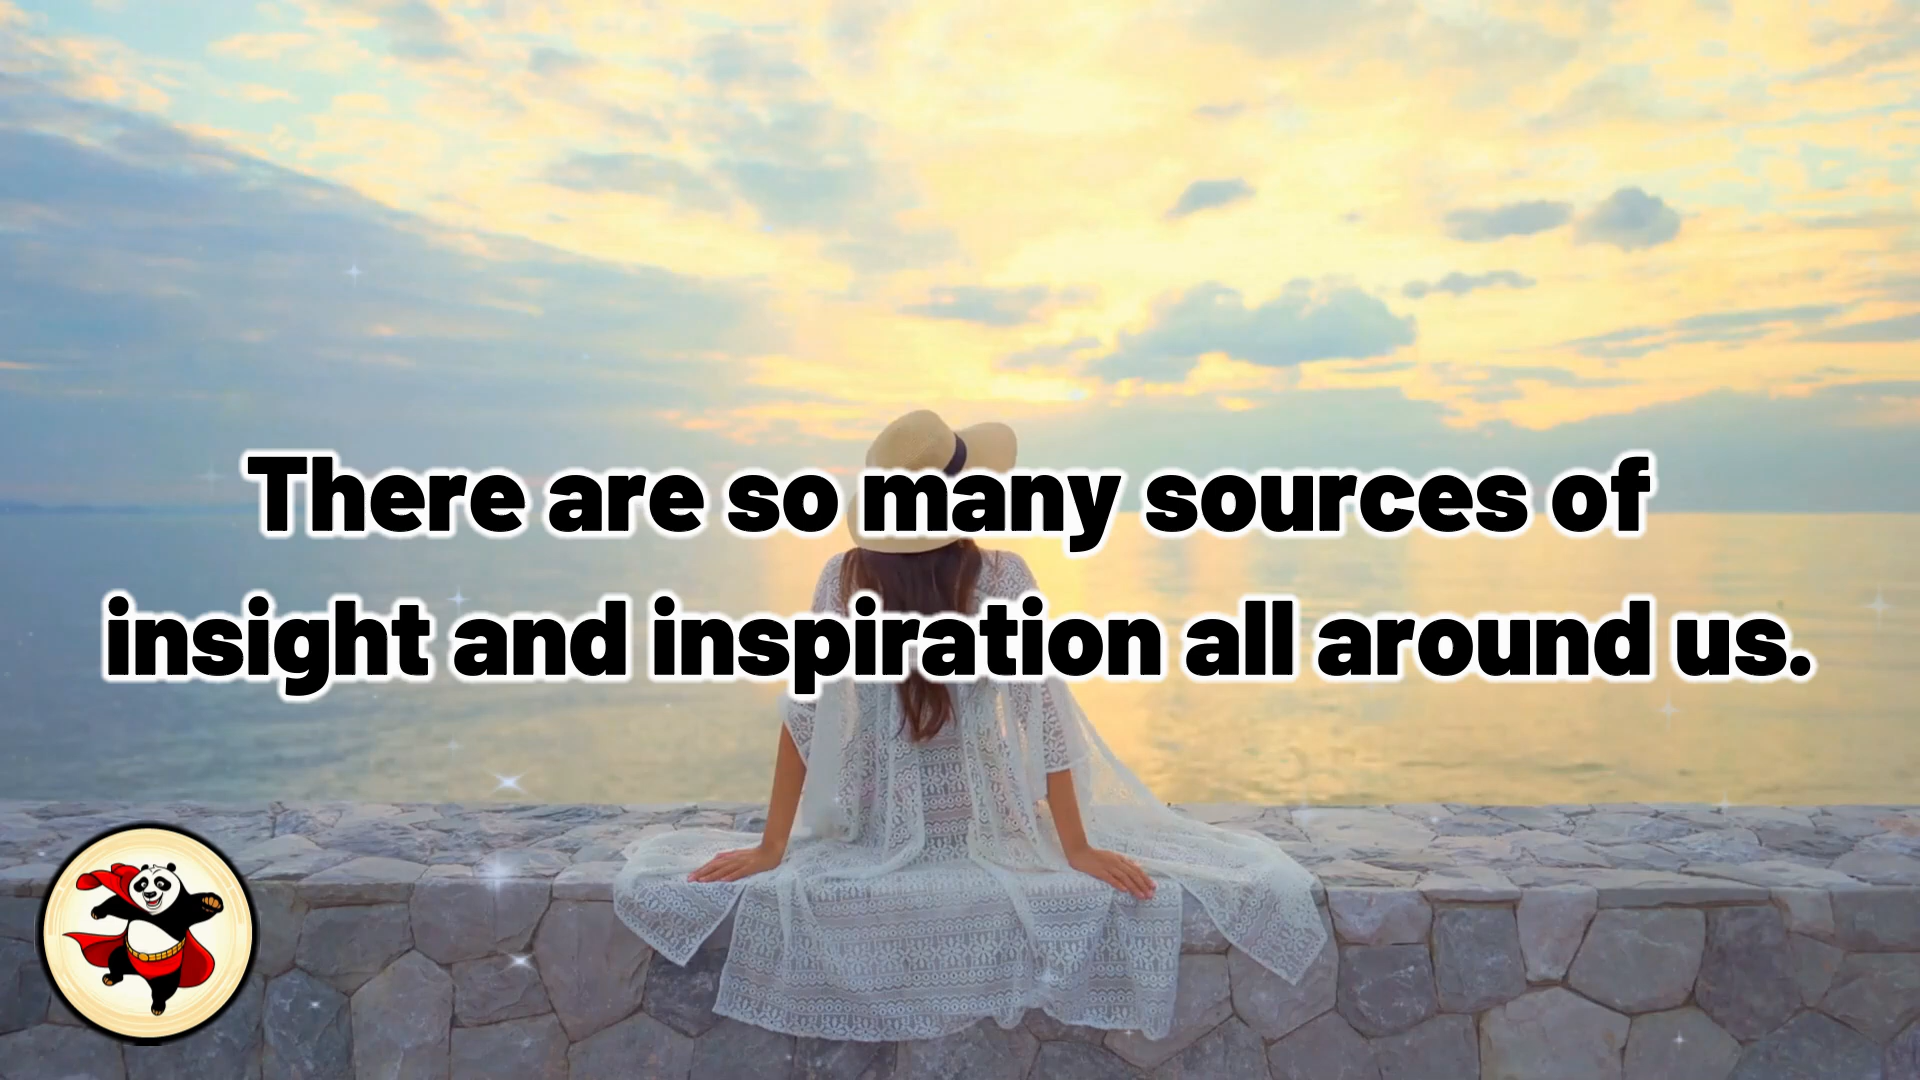 There are so many sources of
insight and inspiration all around us.